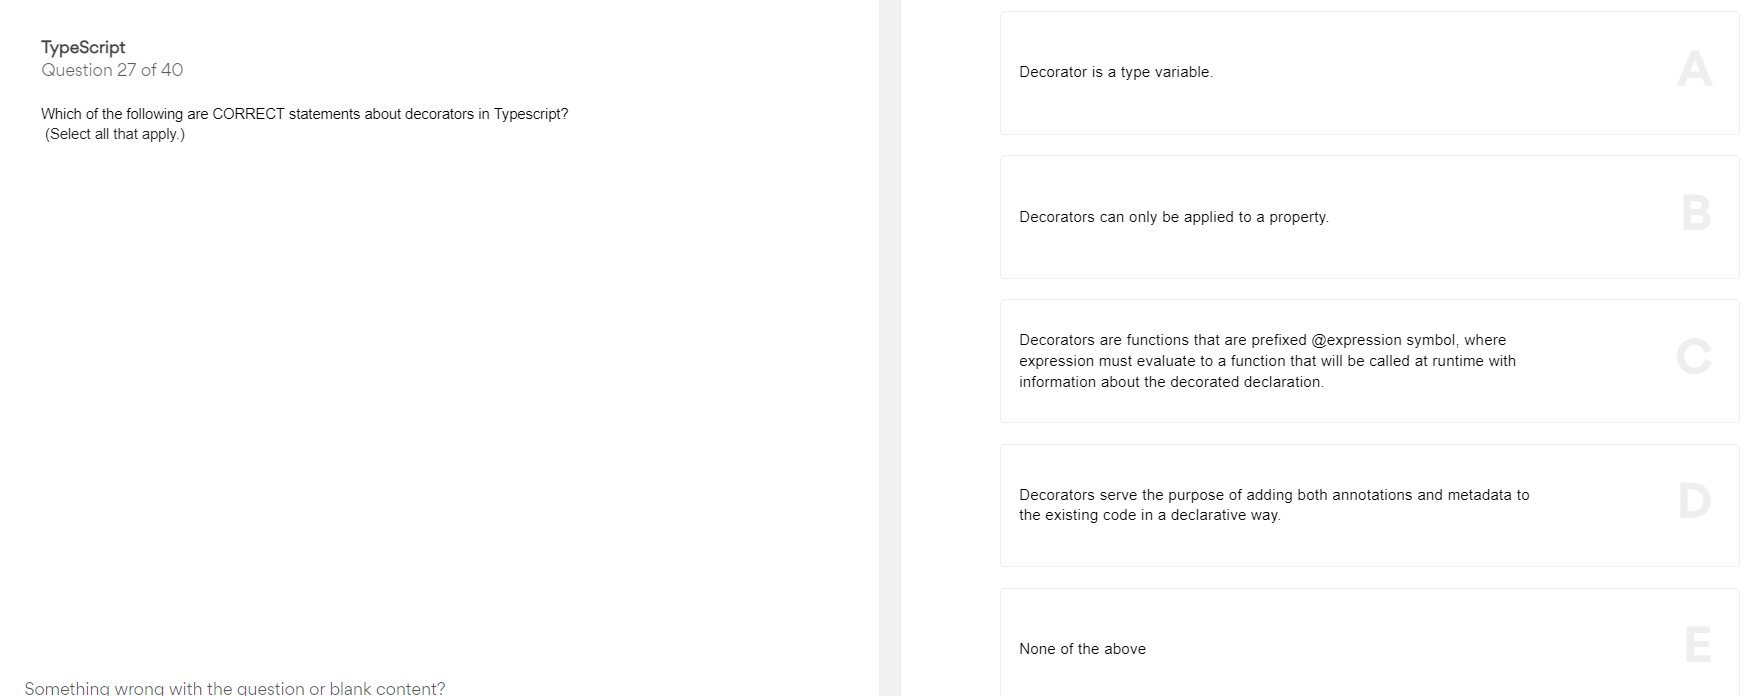 TypeScript
Question 27 of 40
Which of the following are CORRECT statements about decorators in Typescript?
(Select all that apply.)
Something wrong with the question or blank content?
Decorator is a type variable.
A
Decorators can only be applied to a property.
B
Decorators are functions that are prefixed @expression symbol, where
expression must evaluate to a function that will be called at runtime with
information about the decorated declaration.
C
Decorators serve the purpose of adding both annotations and metadata to
the existing code in a declarative way.
D
None of the above
E